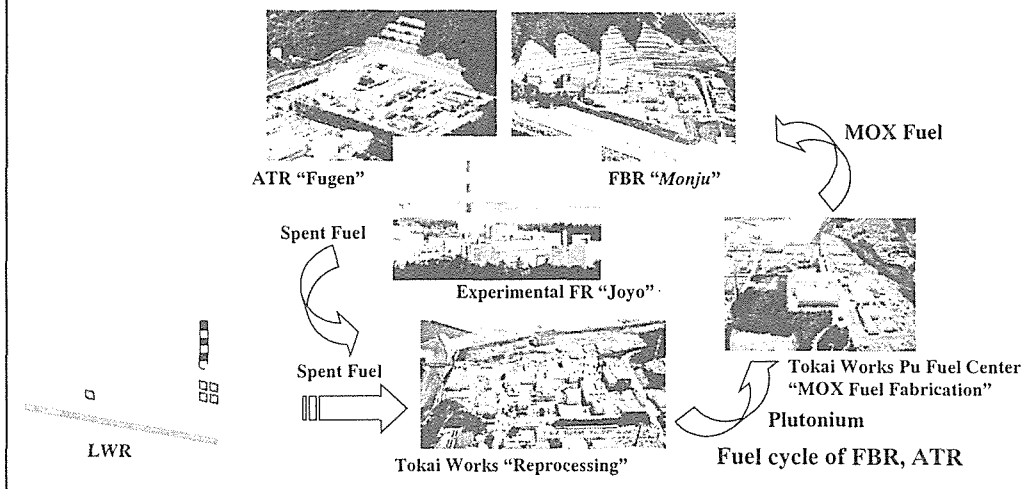 ATR “Fugen”
FBR “Monju”
MOX Fuel
Spent Fuel
Experimental FR “Joyo”
Spent Fuel
Tokai Works Pu Fuel Center
“MOX Fuel Fabrication”
Plutonium
LWR
Tokai Works “Reprocessing”
Fuel cycle of FBR, ATR